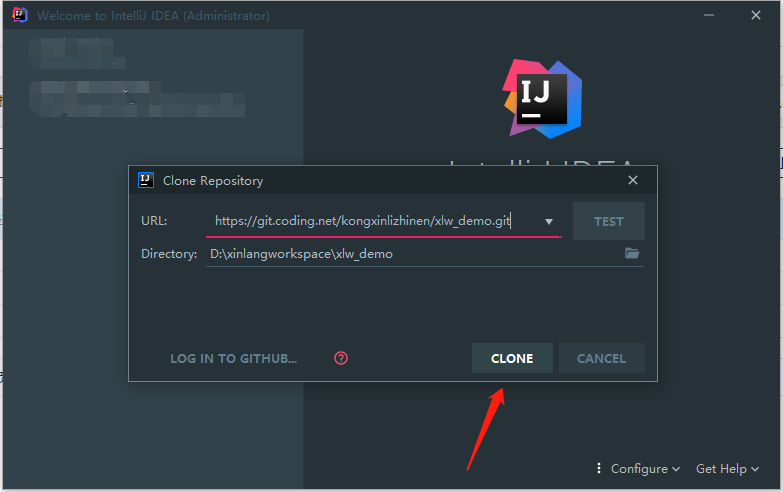 Welcome to IntelliJ IDEA (Administrator)
IJ
Clone Repository
URL:
https://git.coding.net/kongxinlizhinen/xlw_demo.git
TEST
Directory:
D:\xinlangworkspace\xlw_demo
LOG IN TO GITHUB...
?
CLONE
CANCEL
Configure
Get Help